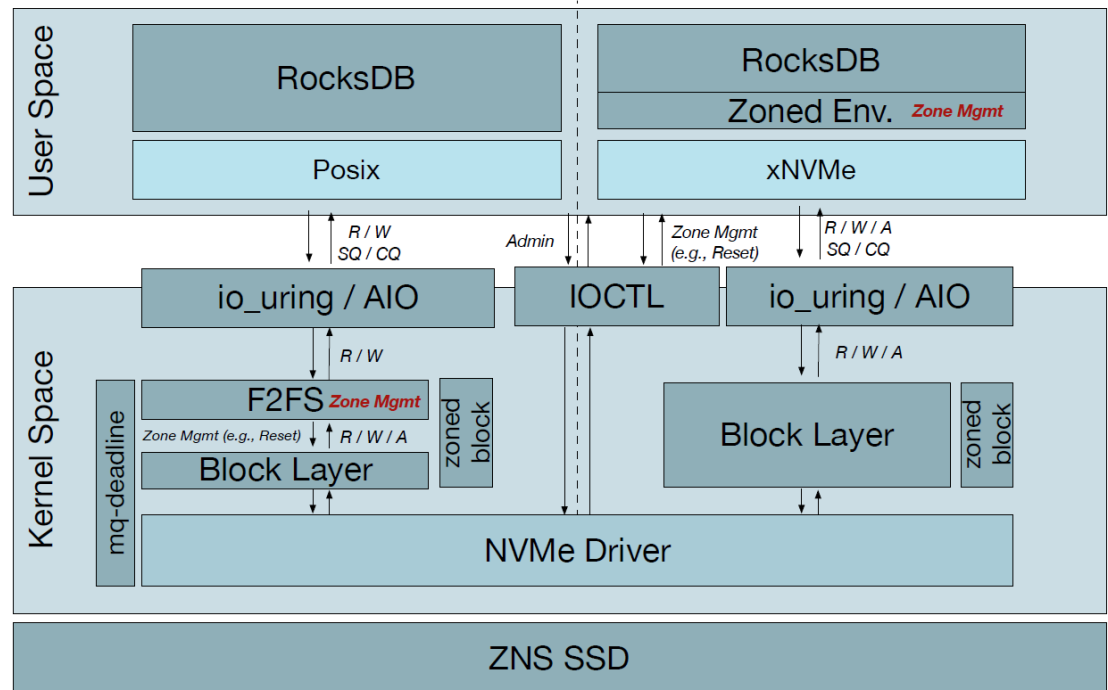 User Space
RocksDB
Posix
RocksDB
Zoned Env. Zone Mgmt
xNVMe
R / W
SQ / CQ
Admin
Zone Mgmt
(e.g., Reset)
R / W / A
SQ / CQ
Kernel Space
io_uring / AIO
IOCTL
io_uring / AIO
R / W
R / W / A
mq-deadline
F2FS Zone Mgmt
Zone Mgmt (e.g., Reset)
R / W / A
Block Layer
zoned
block
Block Layer
zoned
block
NVMe Driver
ZNS SSD